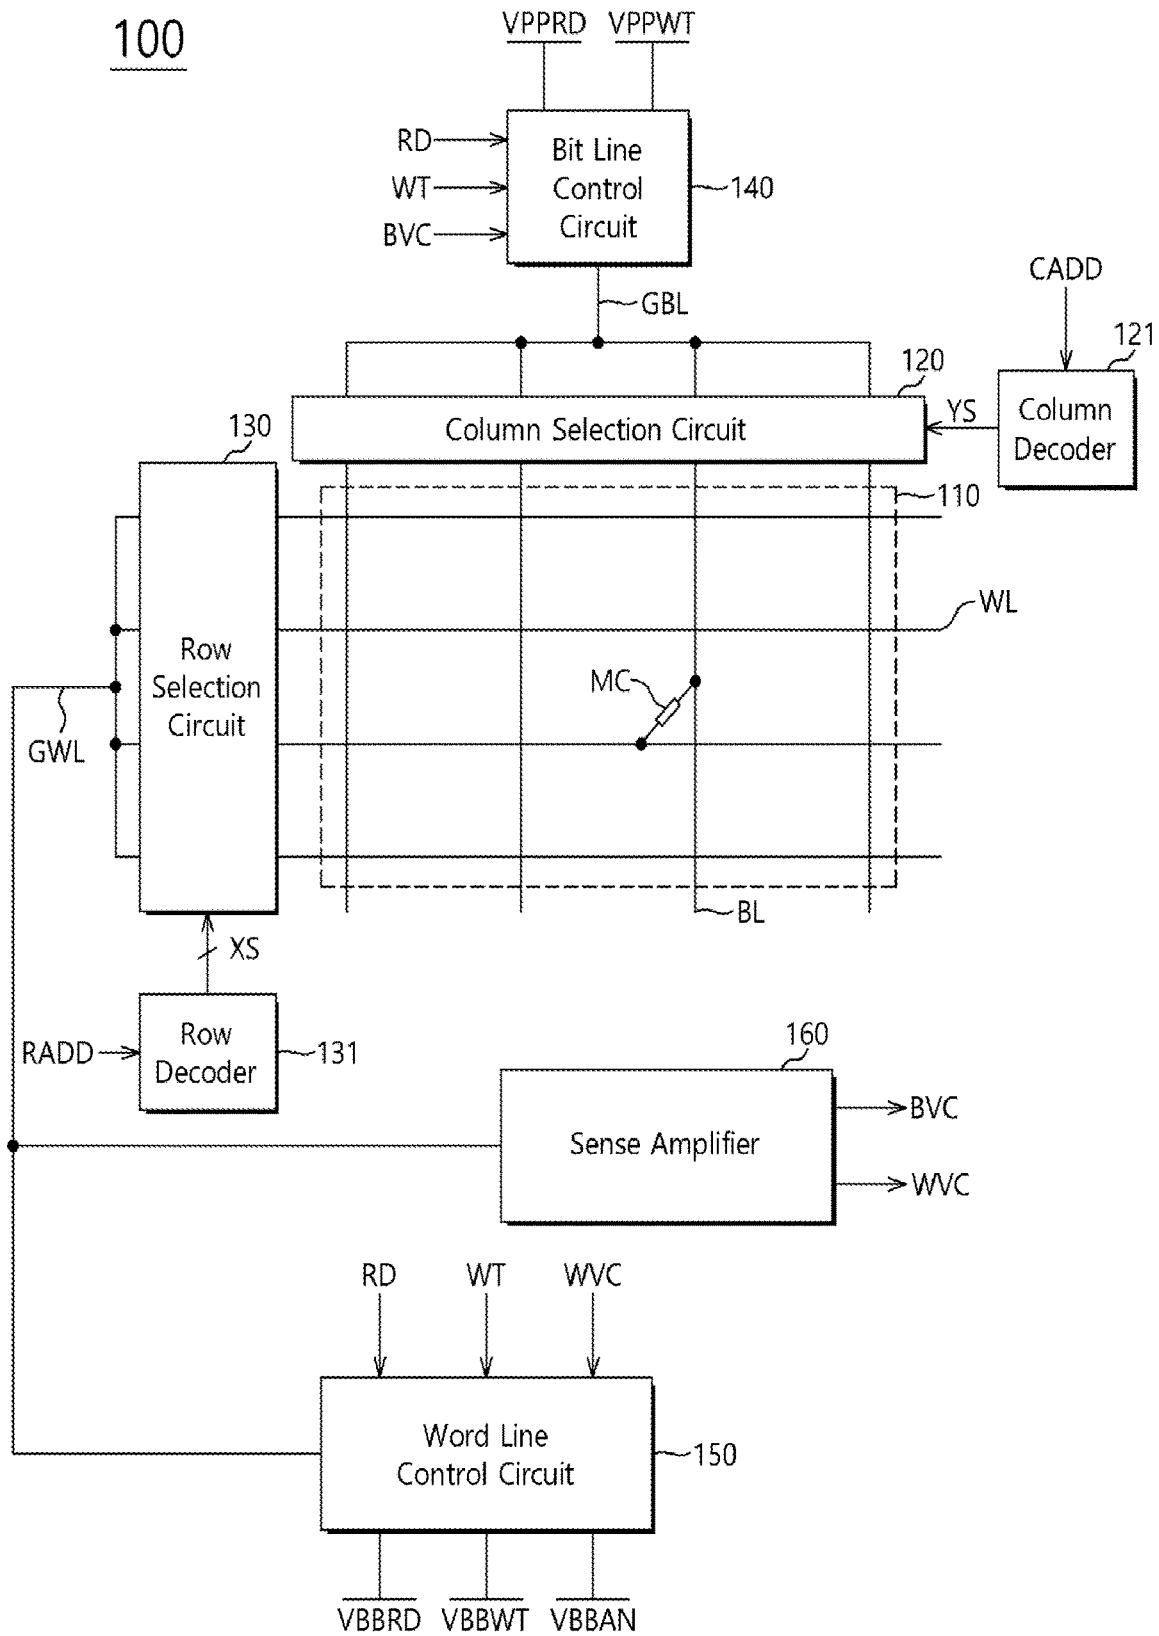 100
VPPRD VPPWT
RD
WT
BVC
Bit Line
Control
Circuit
140
GBL
CADD
121
120
Column
Decoder
YS
Column Selection Circuit
130
110
Row
Selection
Circuit
WL
MC
GWL
BL
XS
RADD
Row
Decoder
131
160
Sense Amplifier
BVC
WVC
RD WT WVC
Word Line
Control Circuit
150
VBBRD VBBWT VBBAN